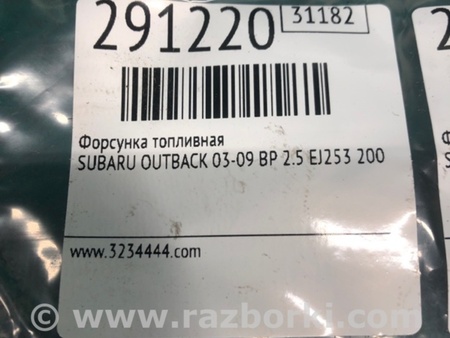 291220 31182
Форсунка топливная
SUBARU OUTBACK 03-09 BP 2.5 EJ253 200
www.3234444.com
© www.razborki.com